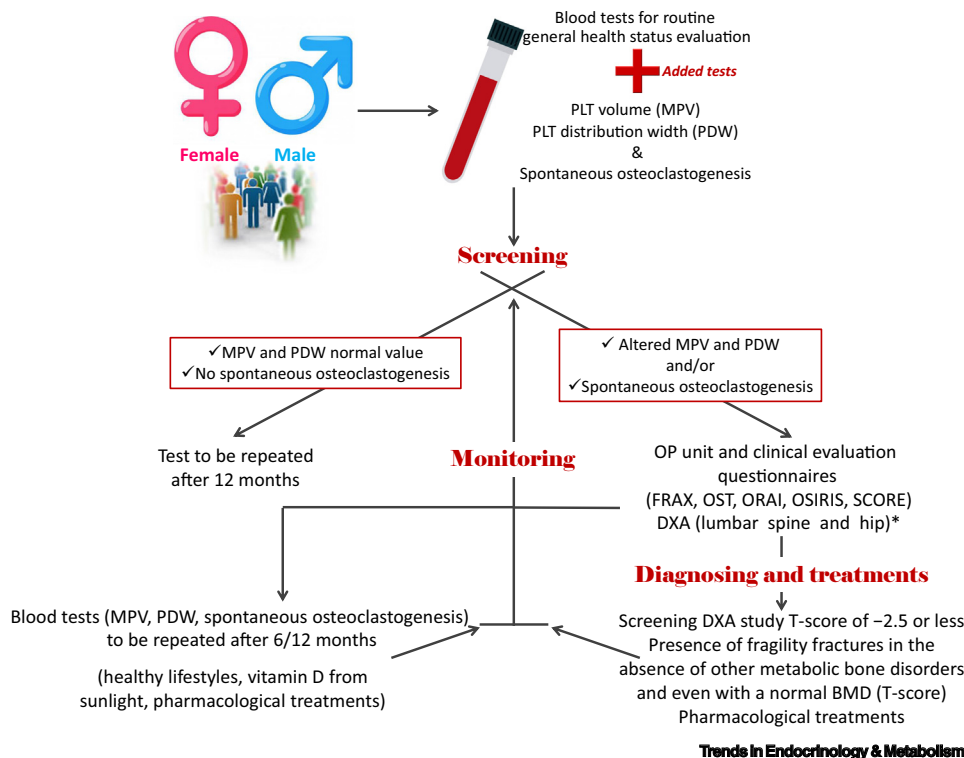 Blood tests for routine
general health status evaluation
Added tests
PLT volume (MPV)
PLT distribution width (PDW)
&
Spontaneous osteoclastogenesis
Female
Male
Screening
✓MPV and PDW normal value
✓No spontaneous osteoclastogenesis
✓ Altered MPV and PDW
and/or
✓Spontaneous osteoclastogenesis
Test to be repeated
after 12 months
Monitoring
OP unit and clinical evaluation
questionnaires
(FRAX, OST, ORAI, OSIRIS, SCORE)
DXA (lumbar spine and hip)*
Diagnosing and treatments
Blood tests (MPV, PDW, spontaneous osteoclastogenesis)
to be repeated after 6/12 months
(healthy lifestyles, vitamin D from
sunlight, pharmacological treatments)
Screening DXA study T-score of −2.5 or less
Presence of fragility fractures in the
absence of other metabolic bone disorders
and even with a normal BMD (T-score)
Pharmacological treatments
Trends in Endocrinology & Metabolism